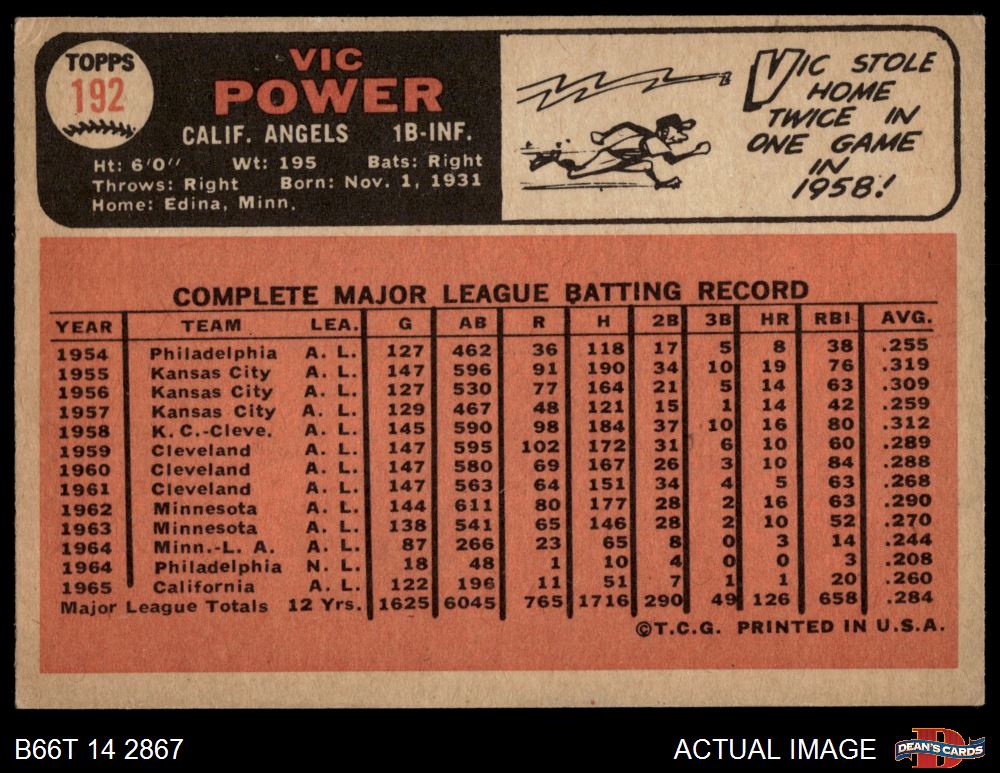 TOPPS
192
VIC
POWER
CALIF. ANGELS 1B-INF.
Ht: 6'0" Wt: 195 Bats: Right
Throws: Right Born: Nov. 1, 1931
Home: Edina, Minn.
VIC STOLE
HOME
TWICE IN
ONE GAME
IN
1958!
COMPLETE MAJOR LEAGUE BATTING RECORD
YEAR TEAM LEA. G AB R H 2B 3B HR RBI AVG.
1954 Philadelphia A. L. 127 462 36 118 17 5 8 38 .255
1955 Kansas City A. L. 147 596 91 190 34 10 19 76 .319
1956 Kansas City A. L. 127 530 77 164 21 5 14 63 .309
1957 Kansas City A. L. 129 467 48 121 15 1 14 42 .259
1958 K. C.-Cleve. A. L. 145 590 98 184 37 10 16 80 .312
1959 Cleveland A. L. 147 595 102 172 31 6 10 60 .289
1960 Cleveland A. L. 147 580 69 167 26 3 10 84 .288
1961 Cleveland A. L. 147 563 64 151 34 4 5 63 .268
1962 Minnesota A. L. 144 611 80 177 28 2 16 63 .290
1963 Minnesota A. L. 138 541 65 146 28 2 10 52 .270
1964 Minn.-L. A. A. L. 87 266 23 65 8 0 3 14 .244
1964 Philadelphia N. L. 18 48 1 10 4 0 0 3 .208
1965 California A. L. 122 196 11 51 7 1 1 20 .260
Major League Totals 12 Yrs. 1625 6045 765 1716 290 49 126 658 .284
©T.C.G. PRINTED IN U.S.A.
B66T 14 2867
ACTUAL IMAGE
D
DEAN'S CARDS